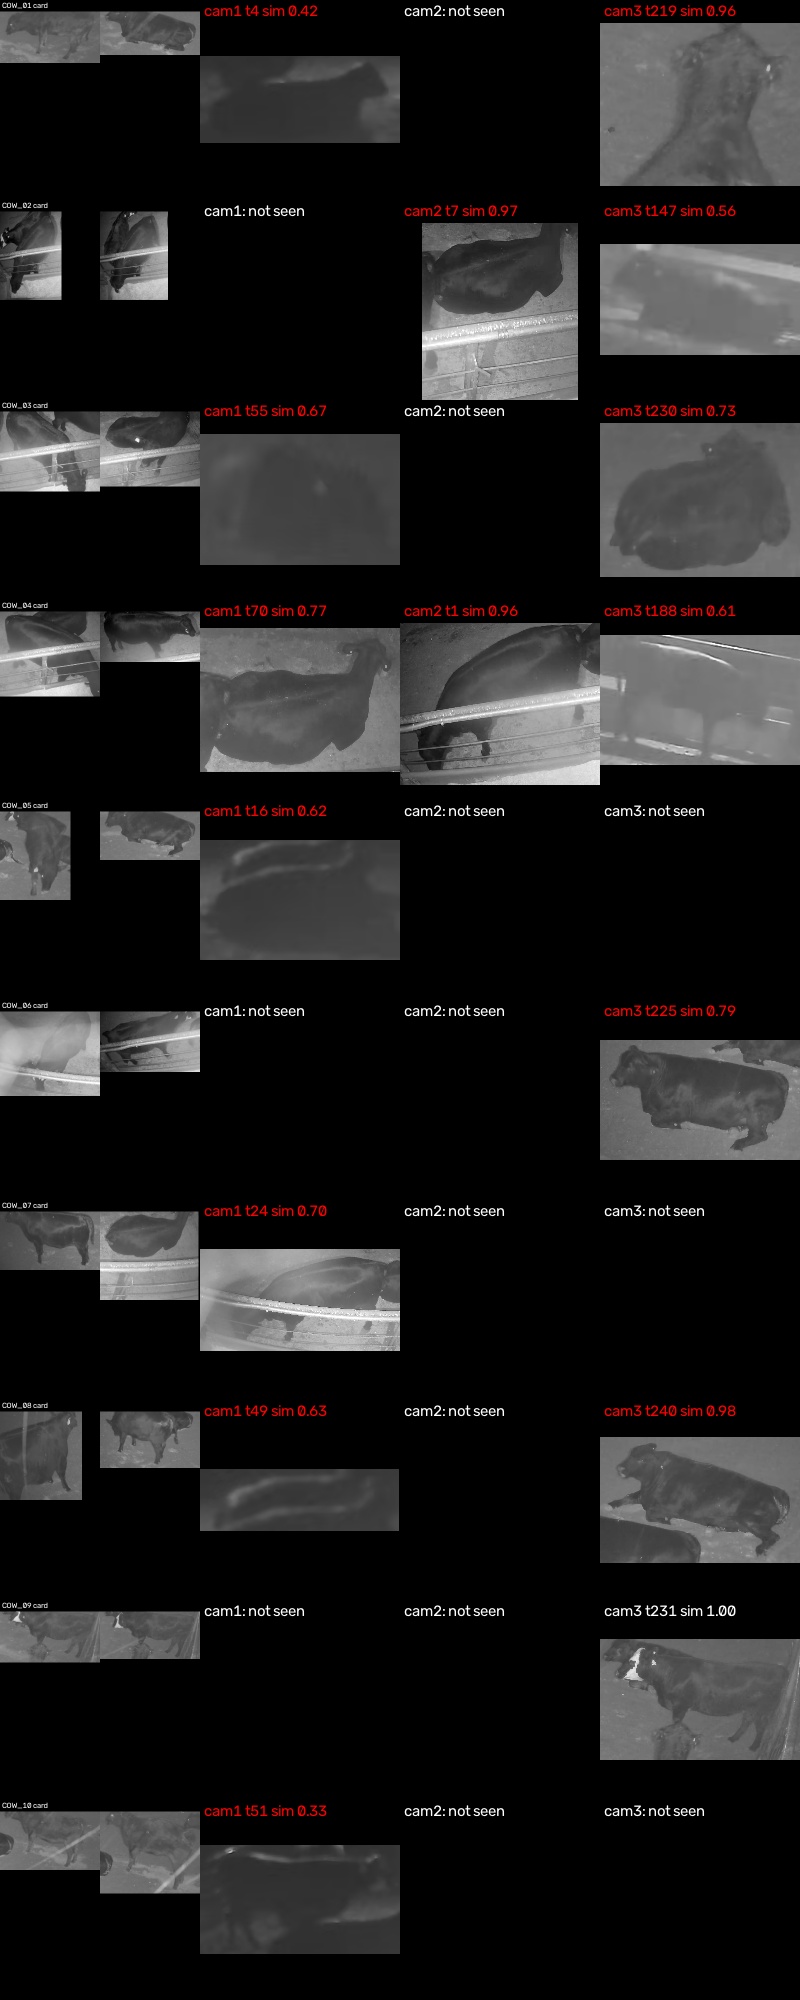 COW_01 card
cam1 t4 sim 0.42
cam2: not seen
cam3 t219 sim 0.96
COW_02 card
cam1: not seen
cam2 t7 sim 0.97
cam3 t147 sim 0.56
COW_03 card
cam1 t55 sim 0.67
cam2: not seen
cam3 t230 sim 0.73
COW_04 card
cam1 t70 sim 0.77
cam2 t1 sim 0.96
cam3 t188 sim 0.61
COW_05 card
cam1 t16 sim 0.62
cam2: not seen
cam3: not seen
COW_06 card
cam1: not seen
cam2: not seen
cam3 t225 sim 0.79
COW_07 card
cam1 t24 sim 0.70
cam2: not seen
cam3: not seen
COW_08 card
cam1 t49 sim 0.63
cam2: not seen
cam3 t240 sim 0.98
COW_09 card
cam1: not seen
cam2: not seen
cam3 t231 sim 1.00
COW_10 card
cam1 t51 sim 0.33
cam2: not seen
cam3: not seen